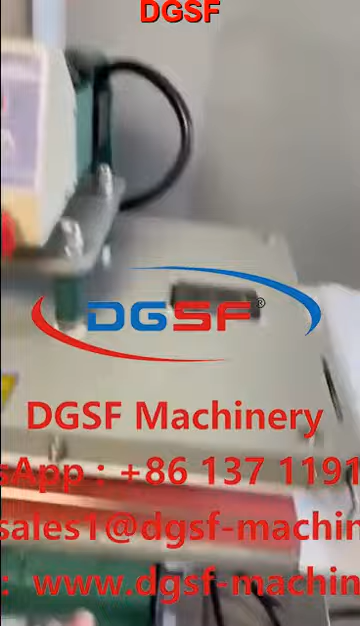 DGSF
DGSF®
DGSF Machinery
sApp : +86 137 1191
sales1@dgsf-machin
: www.dgsf-machin